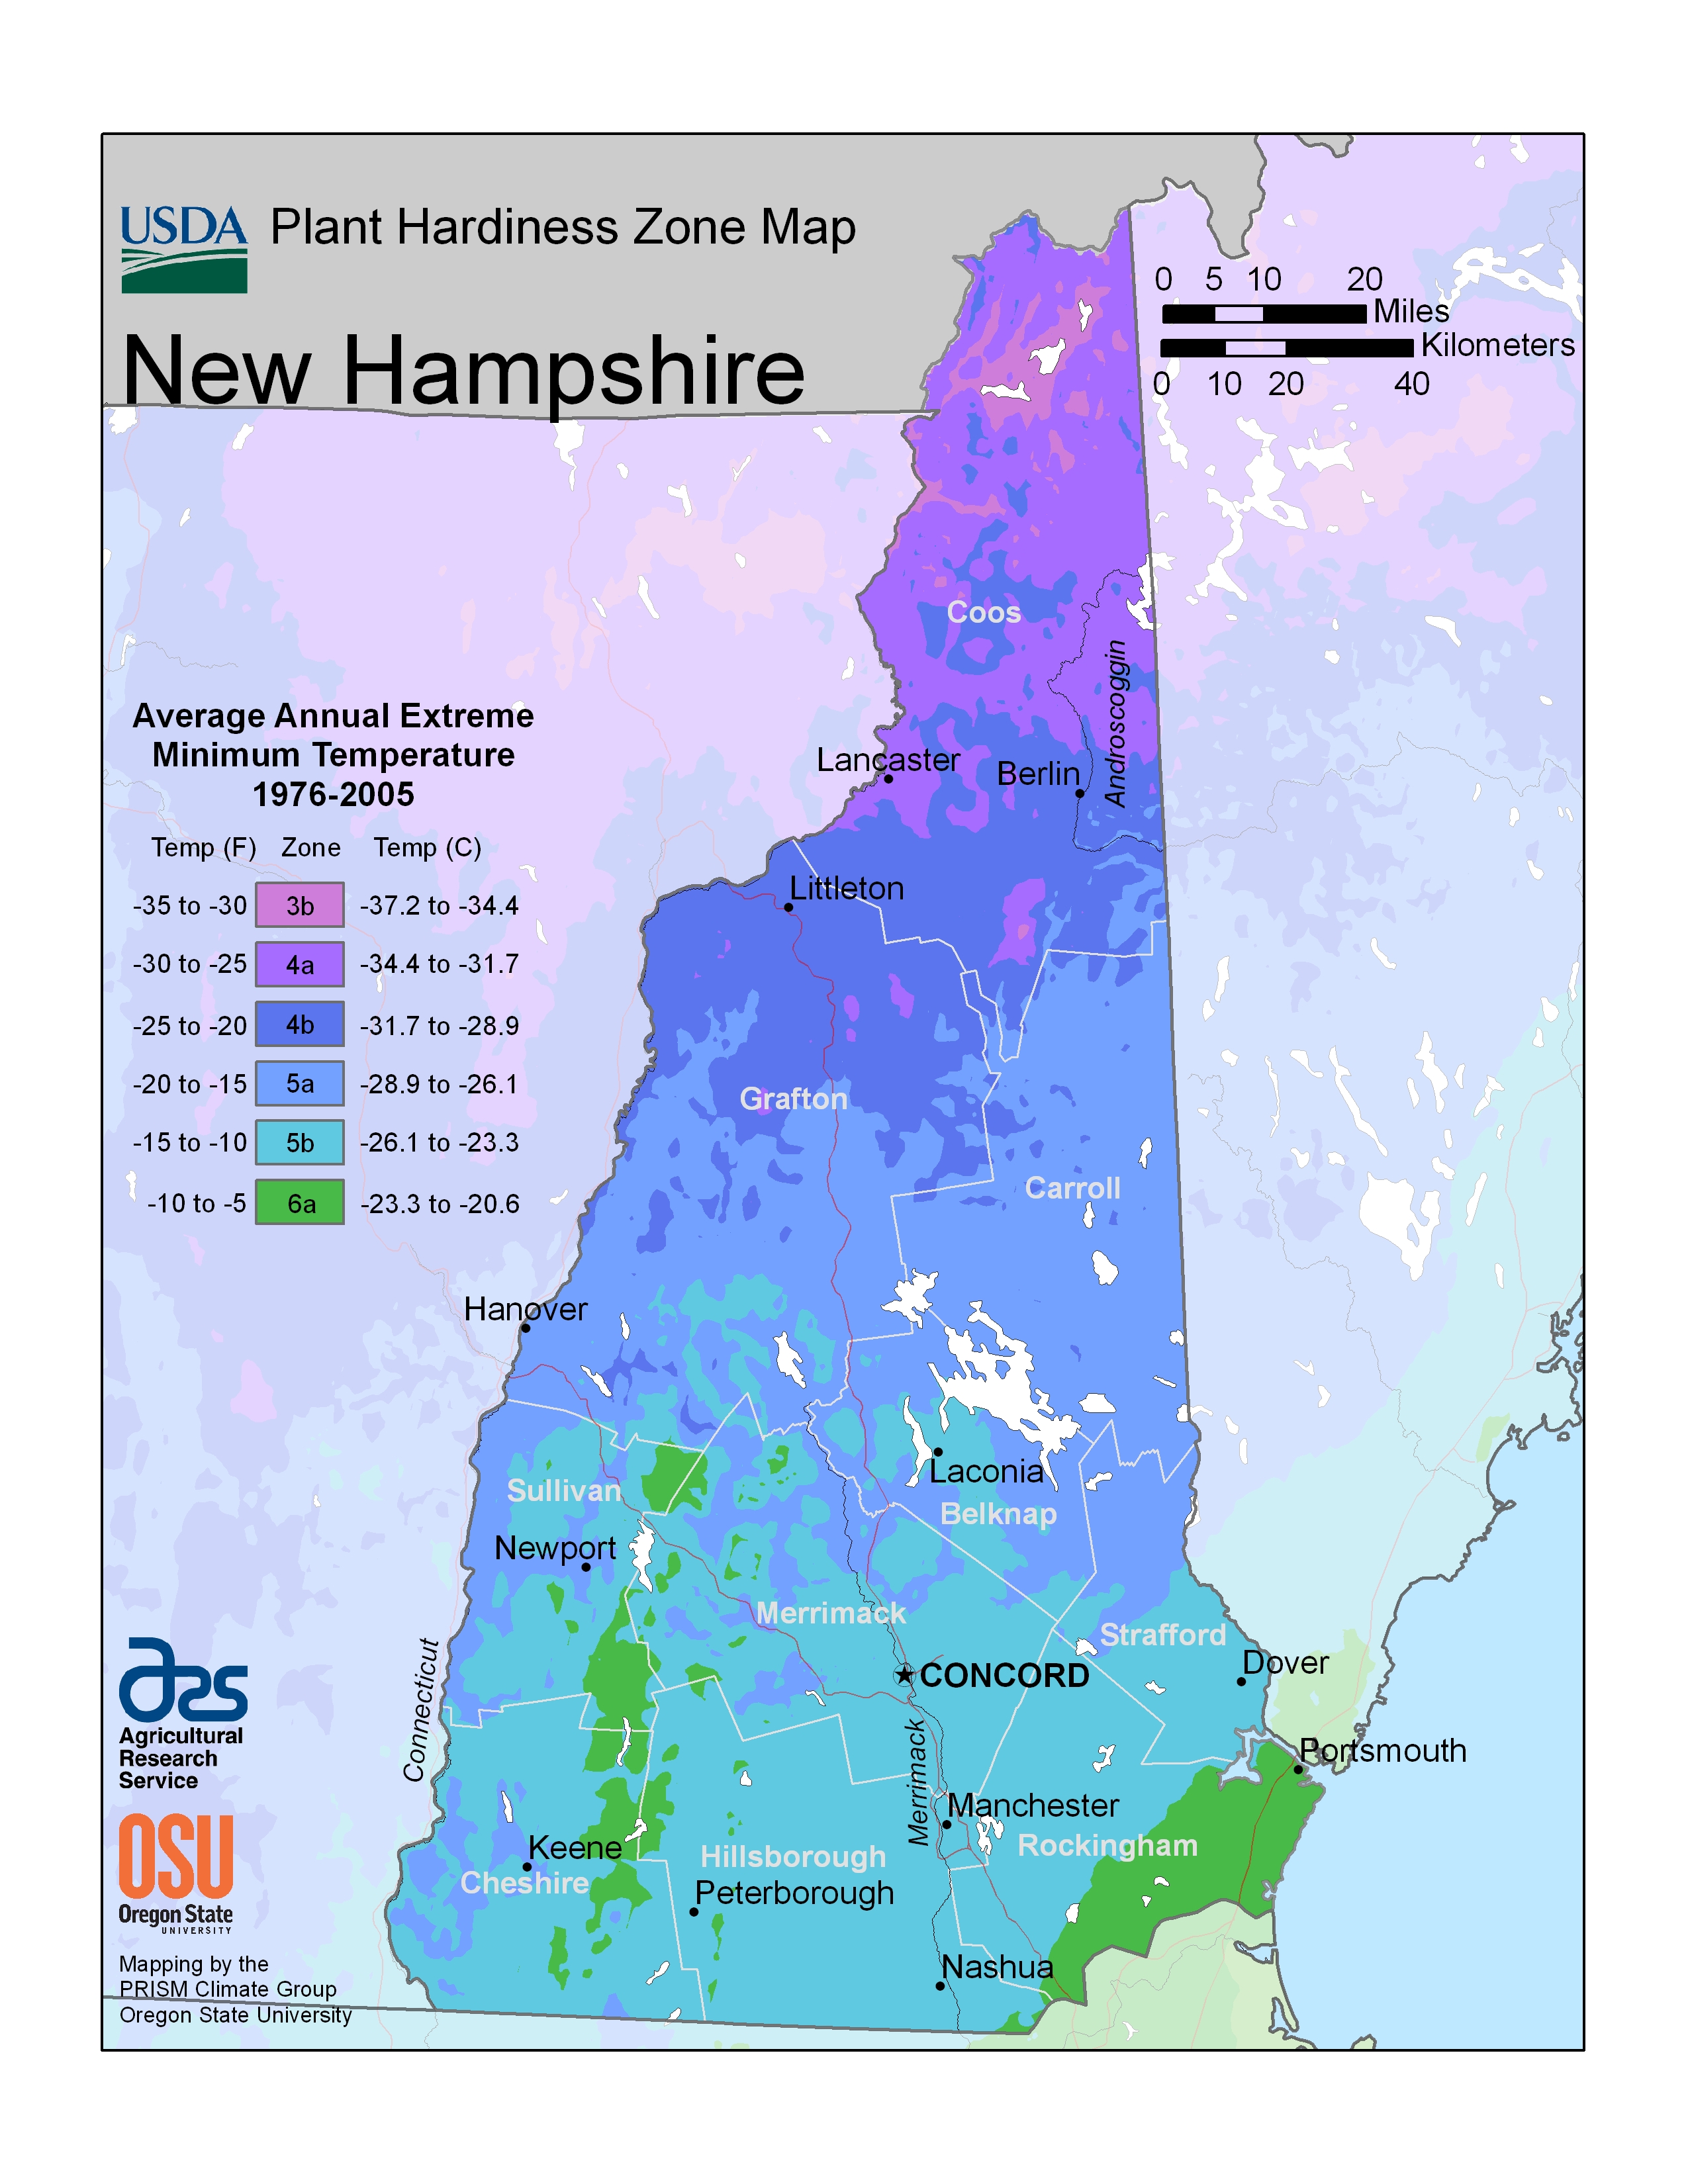 USDA Plant Hardiness Zone Map
New Hampshire
0 5 10 20
Miles
Kilometers
0 10 20 40
Coos
Androscoggin
Lancaster
Berlin
Littleton
Average Annual Extreme
Minimum Temperature
1976-2005
Temp (F) Zone Temp (C)
-35 to -30 3b -37.2 to -34.4
-30 to -25 4a -34.4 to -31.7
-25 to -20 4b -31.7 to -28.9
-20 to -15 5a -28.9 to -26.1
-15 to -10 5b -26.1 to -23.3
-10 to -5 6a -23.3 to -20.6
Grafton
Carroll
Hanover
Laconia
Sullivan
Belknap
Newport
Merrimack
Strafford
Dover
CONCORD
Connecticut
Merrimack
Portsmouth
Manchester
Rockingham
Keene
Hillsborough
Cheshire
Peterborough
Nashua
ars
Agricultural
Research
Service
OSU
Oregon State
UNIVERSITY
Mapping by the
PRISM Climate Group
Oregon State University